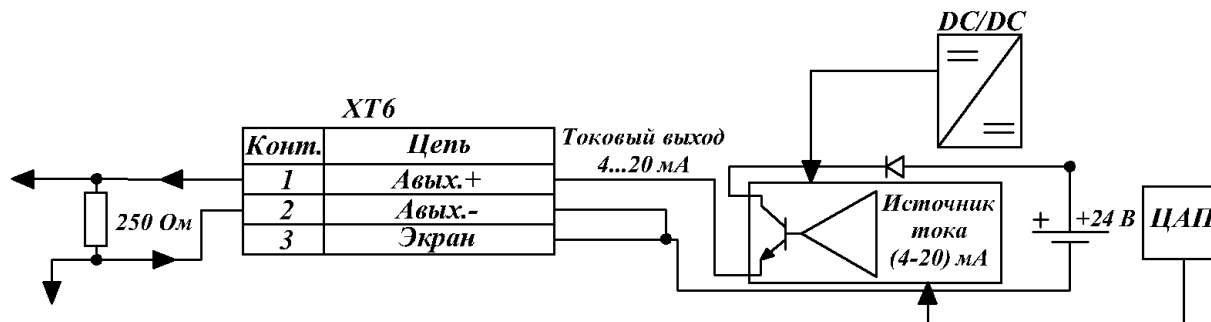 DC/DC
XT6
Конт. Цепь
1 Авых.+
2 Авых.-
3 Экран
Токовый выход
4...20 мА
250 Ом
Источник
тока
(4-20) мА
+ +24 В
ЦАП